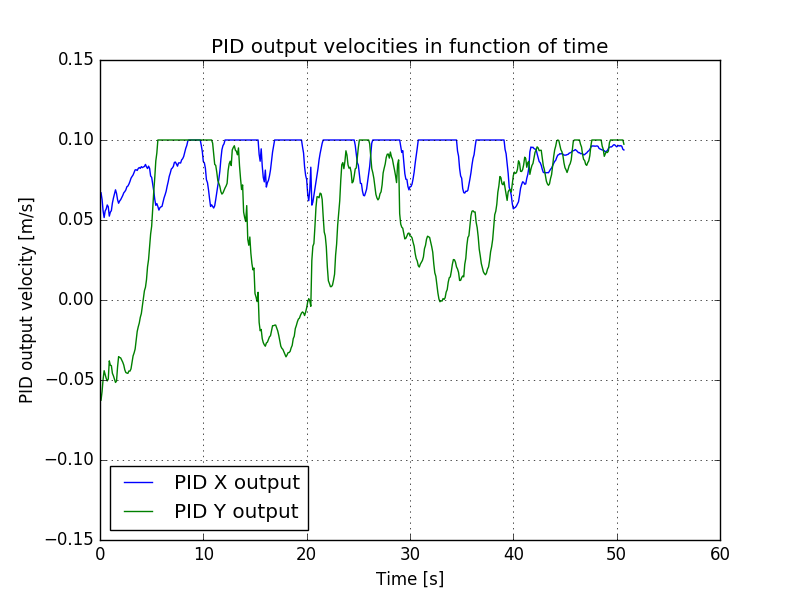 PID output velocities in function of time
0.15
0.10
0.05
0.00
−0.05
−0.10
−0.15
PID output velocity [m/s]
PID X output
PID Y output
0 10 20 30 40 50 60
Time [s]